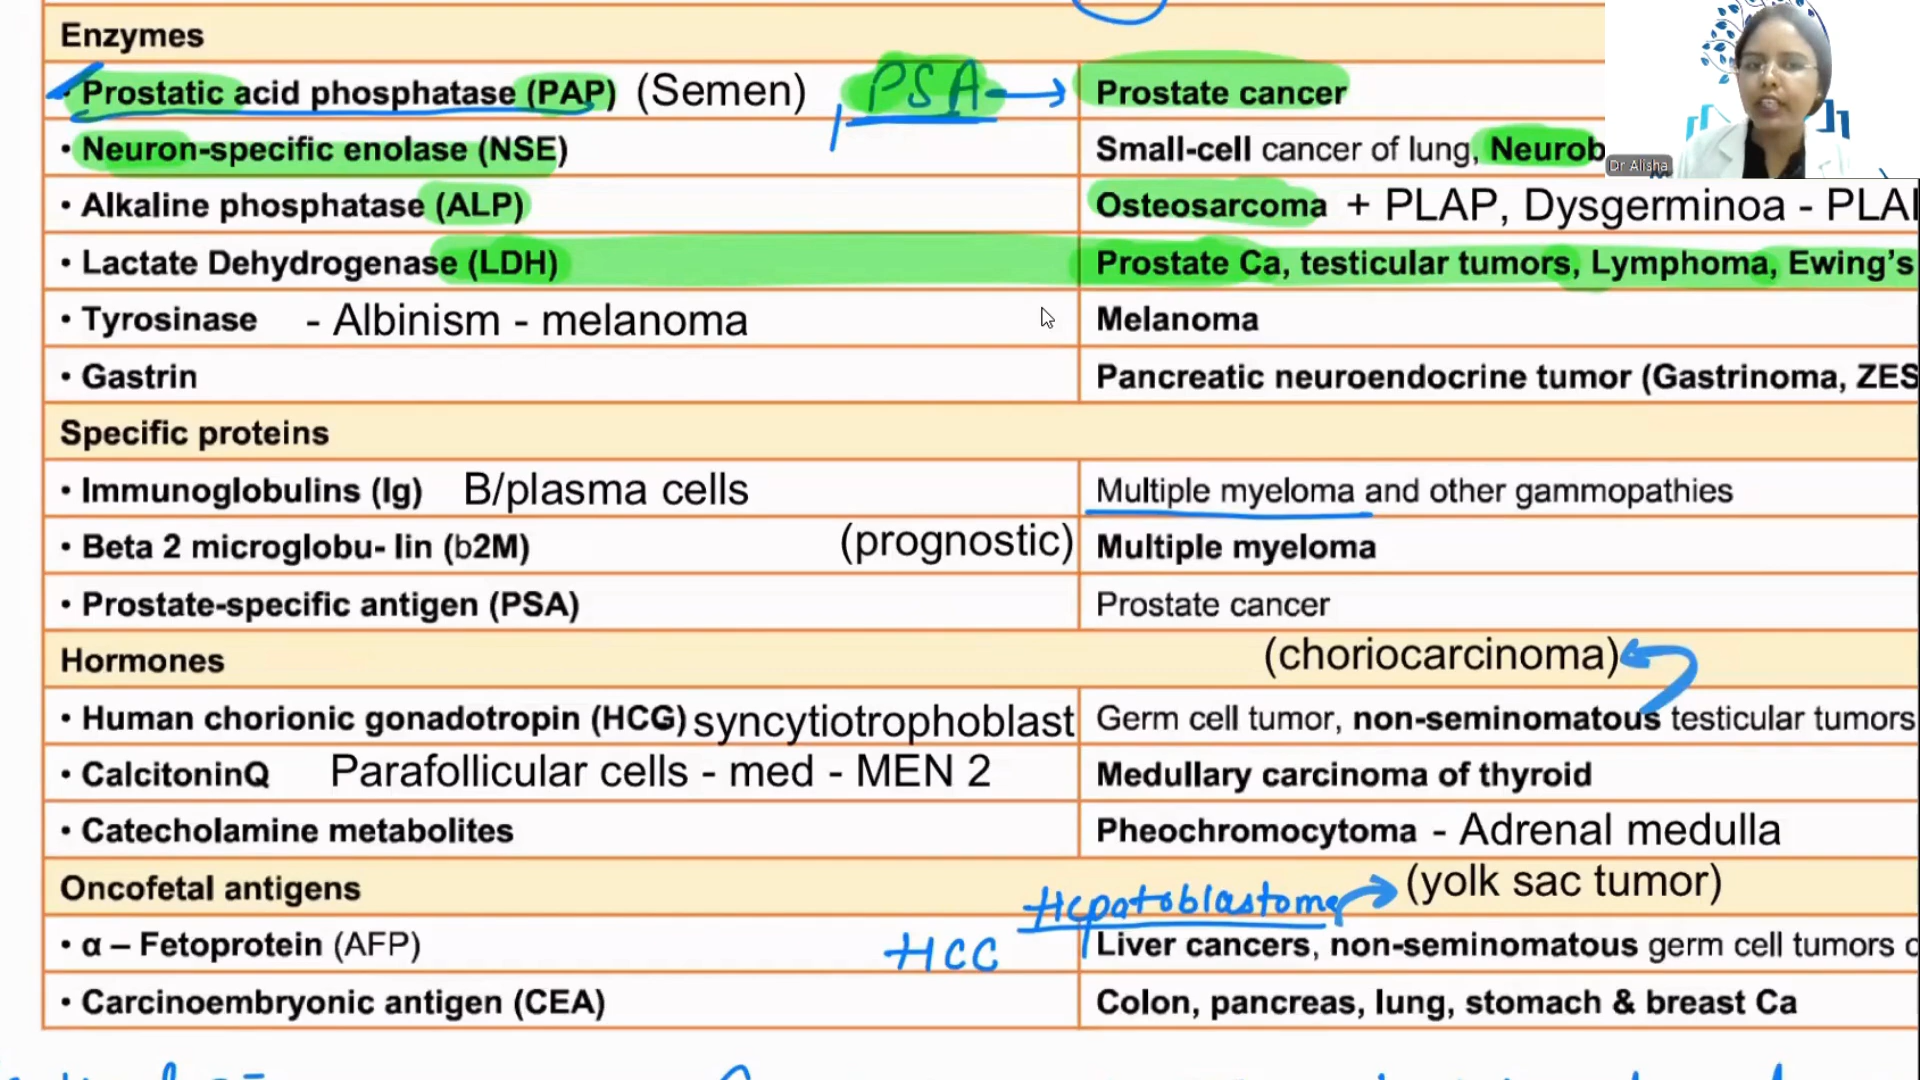 Enzymes
• Prostatic acid phosphatase (PAP) (Semen) PSA → Prostate cancer
• Neuron-specific enolase (NSE) Small-cell cancer of lung, Neurob
Dr Alisha
• Alkaline phosphatase (ALP) Osteosarcoma + PLAP, Dysgerminoa - PLA
• Lactate Dehydrogenase (LDH) Prostate Ca, testicular tumors, Lymphoma, Ewing's
• Tyrosinase - Albinism - melanoma Melanoma
• Gastrin Pancreatic neuroendocrine tumor (Gastrinoma, ZES
Specific proteins
• Immunoglobulins (Ig) B/plasma cells Multiple myeloma and other gammopathies
• Beta 2 microglobu- lin (b2M) (prognostic) Multiple myeloma
• Prostate-specific antigen (PSA) Prostate cancer
Hormones (choriocarcinoma)
• Human chorionic gonadotropin (HCG) syncytiotrophoblast Germ cell tumor, non-seminomatous testicular tumors
• CalcitoninQ Parafollicular cells - med - MEN 2 Medullary carcinoma of thyroid
• Catecholamine metabolites Pheochromocytoma - Adrenal medulla
Oncofetal antigens Hepatoblastoma → (yolk sac tumor)
• α – Fetoprotein (AFP) HCC Liver cancers, non-seminomatous germ cell tumors
• Carcinoembryonic antigen (CEA) Colon, pancreas, lung, stomach & breast Ca